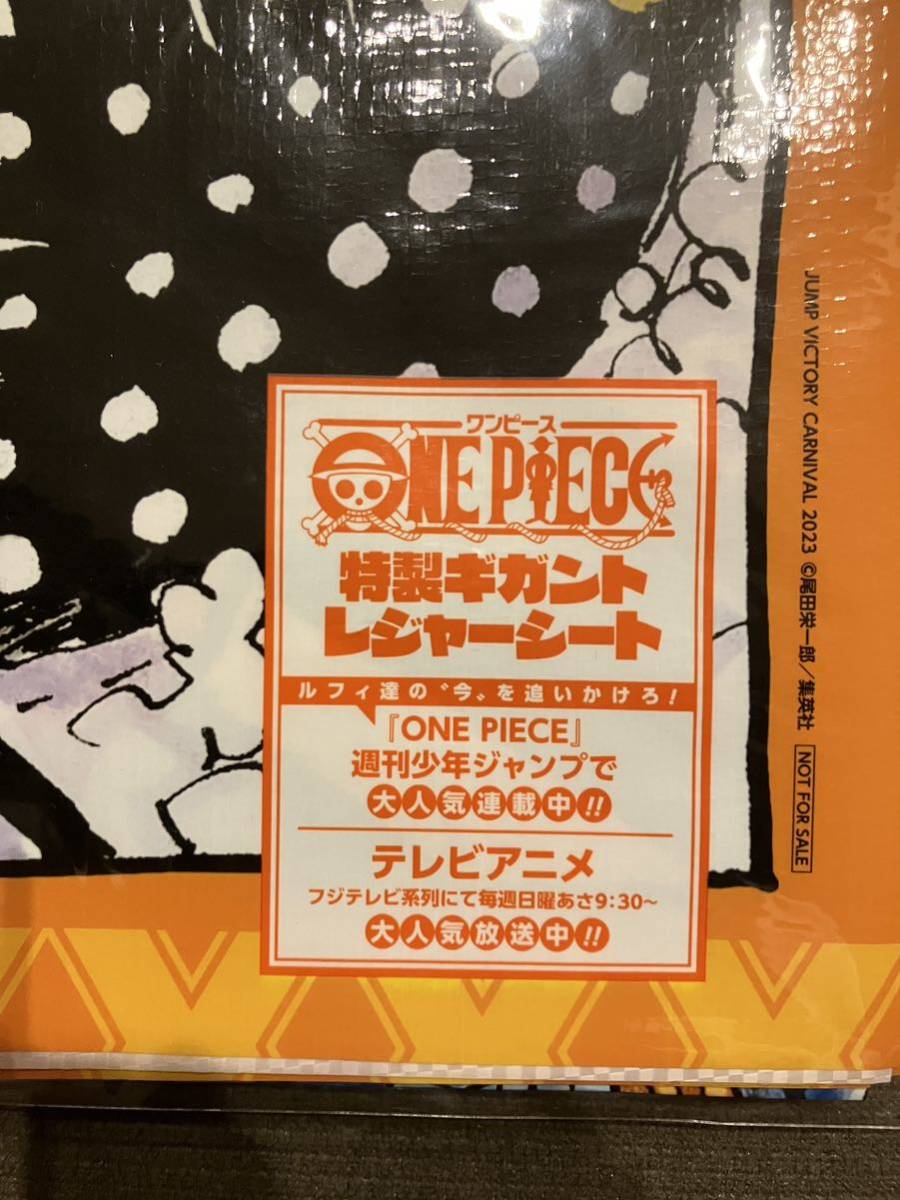 ワンピース
ONE PIECE
特製ギガント
レジャーシート
ルフィ達の〝今〟を追いかけろ!
『ONE PIECE』
週刊少年ジャンプで
大人気連載中!!
テレビアニメ
フジテレビ系列にて毎週日曜あさ9:30~
大人気放送中!!
JUMP VICTORY CARNIVAL 2023 ©尾田栄一郎/集英社 NOT FOR SALE